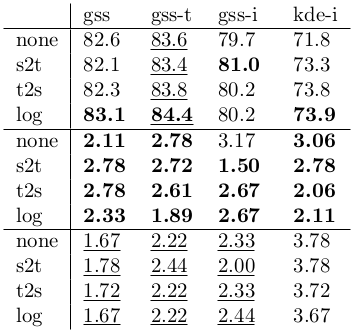 gss gss-t gss-i kde-i
none 82.6 83.6 79.7 71.8
s2t 82.1 83.4 81.0 73.3
t2s 82.3 83.8 80.2 73.8
log 83.1 84.4 80.2 73.9
none 2.11 2.78 3.17 3.06
s2t 2.78 2.72 1.50 2.78
t2s 2.78 2.61 2.67 2.06
log 2.33 1.89 2.67 2.11
none 1.67 2.22 2.33 3.78
s2t 1.78 2.44 2.00 3.78
t2s 1.72 2.22 2.33 3.72
log 1.67 2.22 2.44 3.67